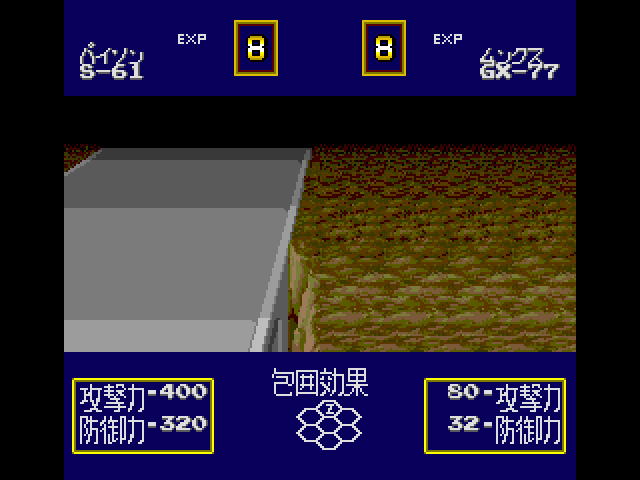 バイソン
S-61
EXP
8
8
EXP
ムンクス
GX-77
攻撃力-400
防御力-320
包囲効果
Z
80-攻撃力
32-防御力